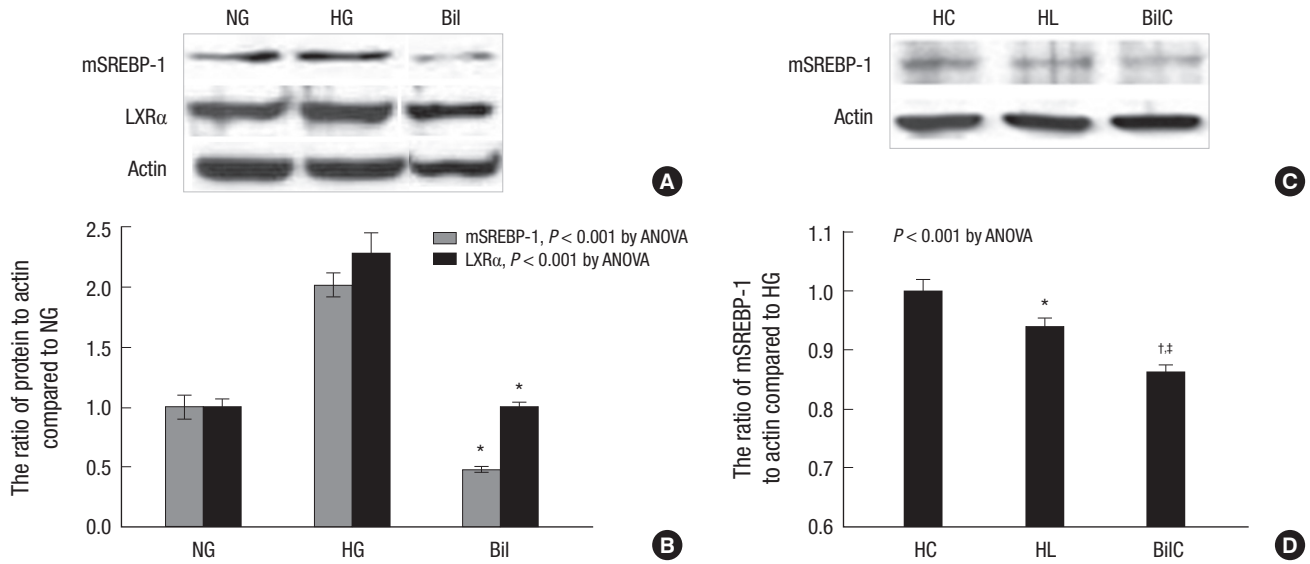 NG HG Bil
mSREBP-1
LXRα
Actin
A
HC HL BilC
mSREBP-1
Actin
C
The ratio of protein to actin
compared to NG
2.5
2.0
1.5
1.0
0.5
0.0
mSREBP-1, P < 0.001 by ANOVA
LXRα, P < 0.001 by ANOVA
*
*
NG HG Bil
B
The ratio of mSREBP-1
to actin compared to HG
1.1
1.0
0.9
0.8
0.7
0.6
P < 0.001 by ANOVA
*
†,‡
HC HL BilC
D